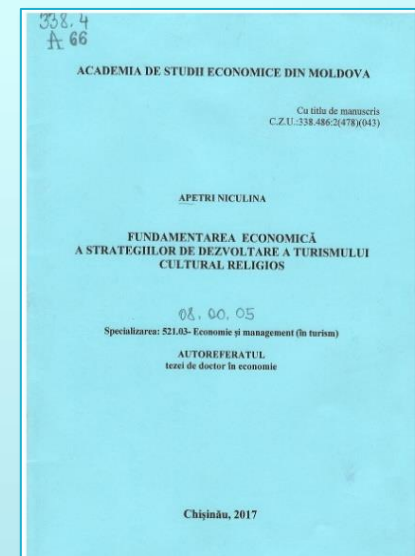 338.4
A 66
ACADEMIA DE STUDII ECONOMICE DIN MOLDOVA
Cu titlu de manuscris
C.Z.U.:338.486:2(478)(043)
APETRI NICULINA
FUNDAMENTAREA ECONOMICĂ
A STRATEGIILOR DE DEZVOLTARE A TURISMULUI
CULTURAL RELIGIOS
08.00.05
Specializarea: 521.03- Economie și management (în turism)
AUTOREFERATUL
tezei de doctor în economie
Chișinău, 2017